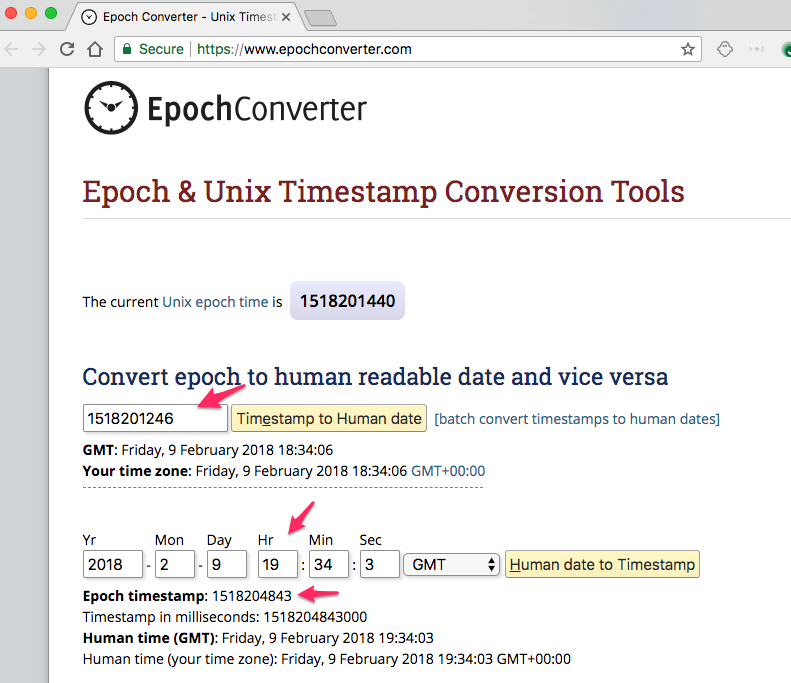 Epoch Converter - Unix Timest
Secure https://www.epochconverter.com
EpochConverter
Epoch & Unix Timestamp Conversion Tools
The current Unix epoch time is 1518201440
Convert epoch to human readable date and vice versa
1518201246 Timestamp to Human date [batch convert timestamps to human dates]
GMT: Friday, 9 February 2018 18:34:06
Your time zone: Friday, 9 February 2018 18:34:06 GMT+00:00
Yr Mon Day Hr Min Sec
2018 - 2 - 9 19 : 34 : 3 GMT Human date to Timestamp
Epoch timestamp: 1518204843
Timestamp in milliseconds: 1518204843000
Human time (GMT): Friday, 9 February 2018 19:34:03
Human time (your time zone): Friday, 9 February 2018 19:34:03 GMT+00:00